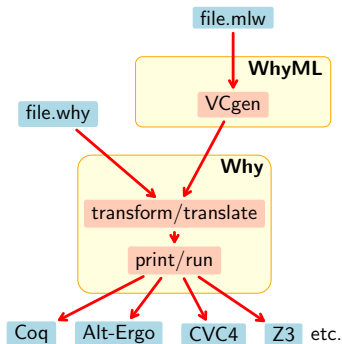 file.mlw
WhyML
VCgen
file.why
Why
transform/translate
print/run
Coq Alt-Ergo CVC4 Z3 etc.